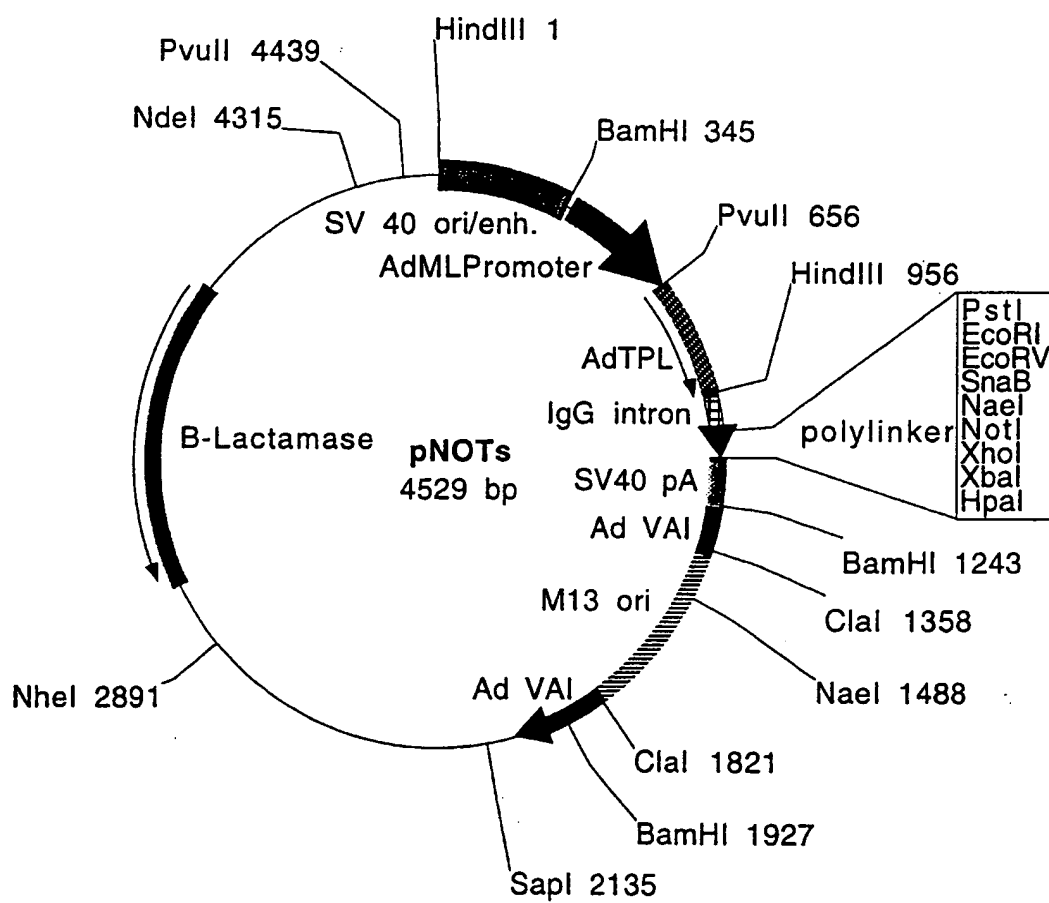 HindIII 1
PvuII 4439
NdeI 4315
BamHI 345
SV 40 ori/enh.
PvuII 656
AdMLPromoter
HindIII 956
PstI
EcoRI
EcoRV
SnaB
NaeI
NotI
XhoI
XbaI
HpaI
AdTPL
IgG intron
polylinker
B-Lactamase
pNOTs
4529 bp
SV40 pA
Ad VAI
BamHI 1243
M13 ori
ClaI 1358
NheI 2891
Ad VAI
NaeI 1488
ClaI 1821
BamHI 1927
SapI 2135